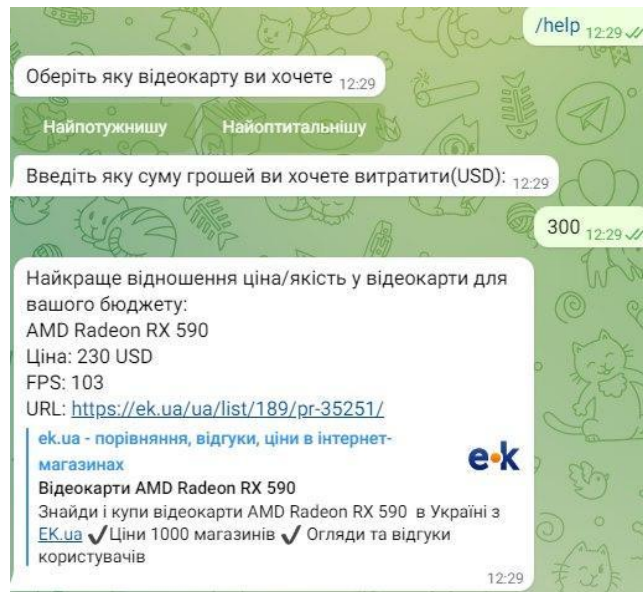 /help 12:29
Оберіть яку відеокарту ви хочете 12:29
Найпотужнишу Найоптитальнішу
Введіть яку суму грошей ви хочете витратити(USD): 12:29
300 12:29
Найкраще відношення ціна/якість у відеокарти для
вашого бюджету:
AMD Radeon RX 590
Ціна: 230 USD
FPS: 103
URL: https://ek.ua/ua/list/189/pr-35251/
ek.ua - порівняння, відгуки, ціни в інтернет-
магазинах
e•k
Відеокарти AMD Radeon RX 590
Знайди і купи відеокарти AMD Radeon RX 590 в Україні з
EK.ua ✓Ціни 1000 магазинів ✓ Огляди та відгуки
користувачів
12:29